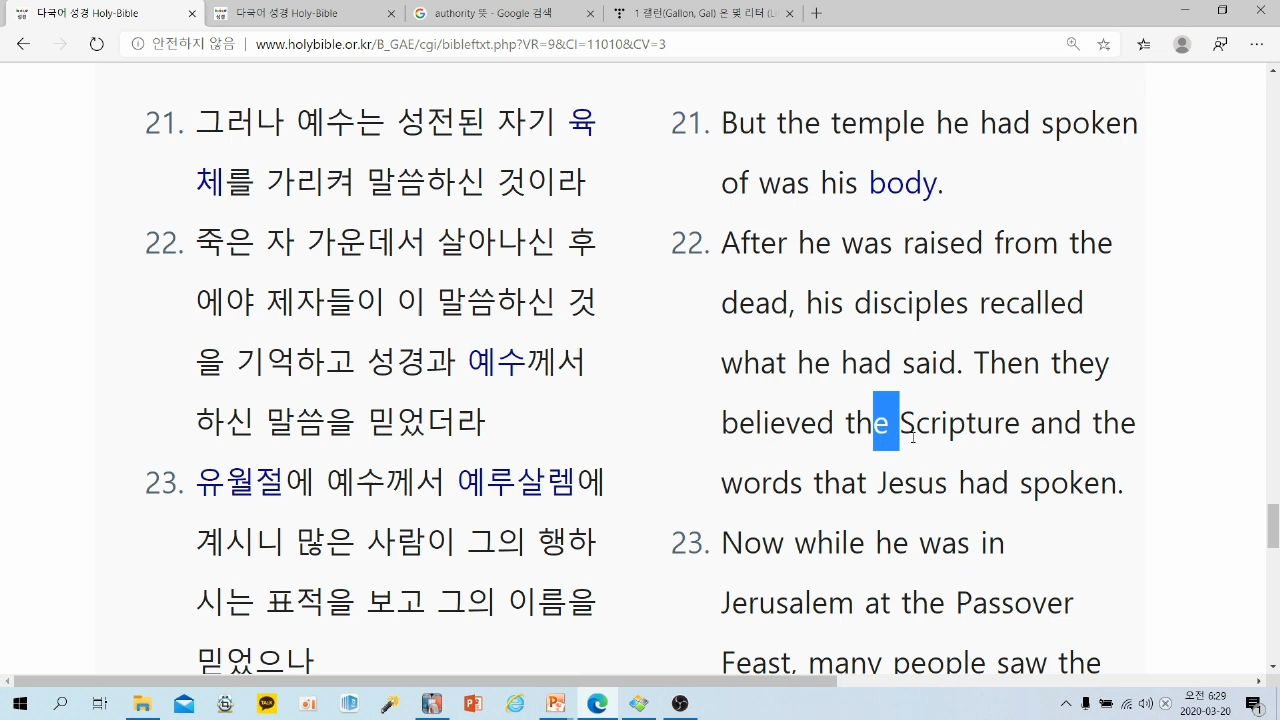 다국어 성경 Holy-Bible
다국어 성경 Holy-Bible
authority 뜻 - Google 검색
1 갤런(Gallon, Gal) 은 몇 리터 (Li
안전하지 않음 | www.holybible.or.kr/B_GAE/cgi/bibleftxt.php?VR=9&CI=11010&CV=3
21. 그러나 예수는 성전된 자기 육
체를 가리켜 말씀하신 것이라
22. 죽은 자 가운데서 살아나신 후
에야 제자들이 이 말씀하신 것
을 기억하고 성경과 예수께서
하신 말씀을 믿었더라
23. 유월절에 예수께서 예루살렘에
계시니 많은 사람이 그의 행하
시는 표적을 보고 그의 이름을
믿었으나
21. But the temple he had spoken
of was his body.
22. After he was raised from the
dead, his disciples recalled
what he had said. Then they
believed the Scripture and the
words that Jesus had spoken.
23. Now while he was in
Jerusalem at the Passover
Feast, many people saw the
오전 6:29
2020-03-20